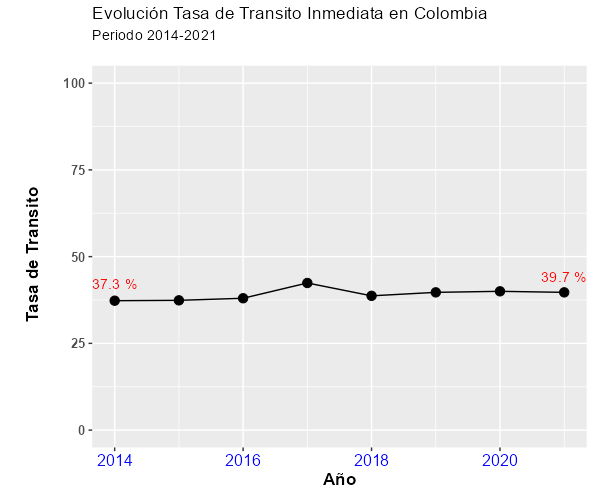 Evolución Tasa de Transito Inmediata en Colombia
Periodo 2014-2021
100
75
50
25
0
Tasa de Transito
37.3 %
39.7 %
2014
2016
2018
2020
Año